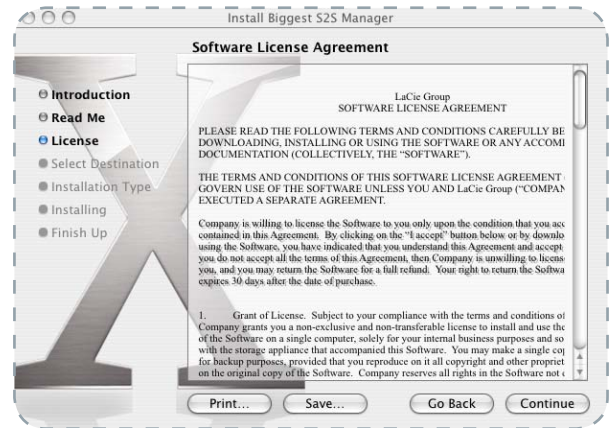 Install Biggest S2S Manager
Software License Agreement
Introduction
Read Me
License
Select Destination
Installation Type
Installing
Finish Up
LaCie Group
SOFTWARE LICENSE AGREEMENT
PLEASE READ THE FOLLOWING TERMS AND CONDITIONS CAREFULLY BE
DOWNLOADING, INSTALLING OR USING THE SOFTWARE OR ANY ACCOMI
DOCUMENTATION (COLLECTIVELY, THE “SOFTWARE”).
THE TERMS AND CONDITIONS OF THIS SOFTWARE LICENSE AGREEMENT
GOVERN USE OF THE SOFTWARE UNLESS YOU AND LaCie Group (“COMPAN
EXECUTED A SEPARATE AGREEMENT.
Company is willing to license the Software to you only upon the condition that you acc
contained in this Agreement. By clicking on the “I accept” button below or by downlo
using the Software, you have indicated that you understand this Agreement and accept
you do not accept all the terms of this Agreement, then Company is unwilling to licens
you, and you may return the Software for a full refund. Your right to return the Softwa
expires 30 days after the date of purchase.
1. Grant of License. Subject to your compliance with the terms and conditions of
Company grants you a non-exclusive and non-transferable license to install and use the
of the Software on a single computer, solely for your internal business purposes and so
with the storage appliance that accompanied this Software. You may make a single cop
for backup purposes, provided that you reproduce on it all copyright and other propriet
on the original copy of the Software. Company reserves all rights in the Software not
Print...
Save...
Go Back
Continue